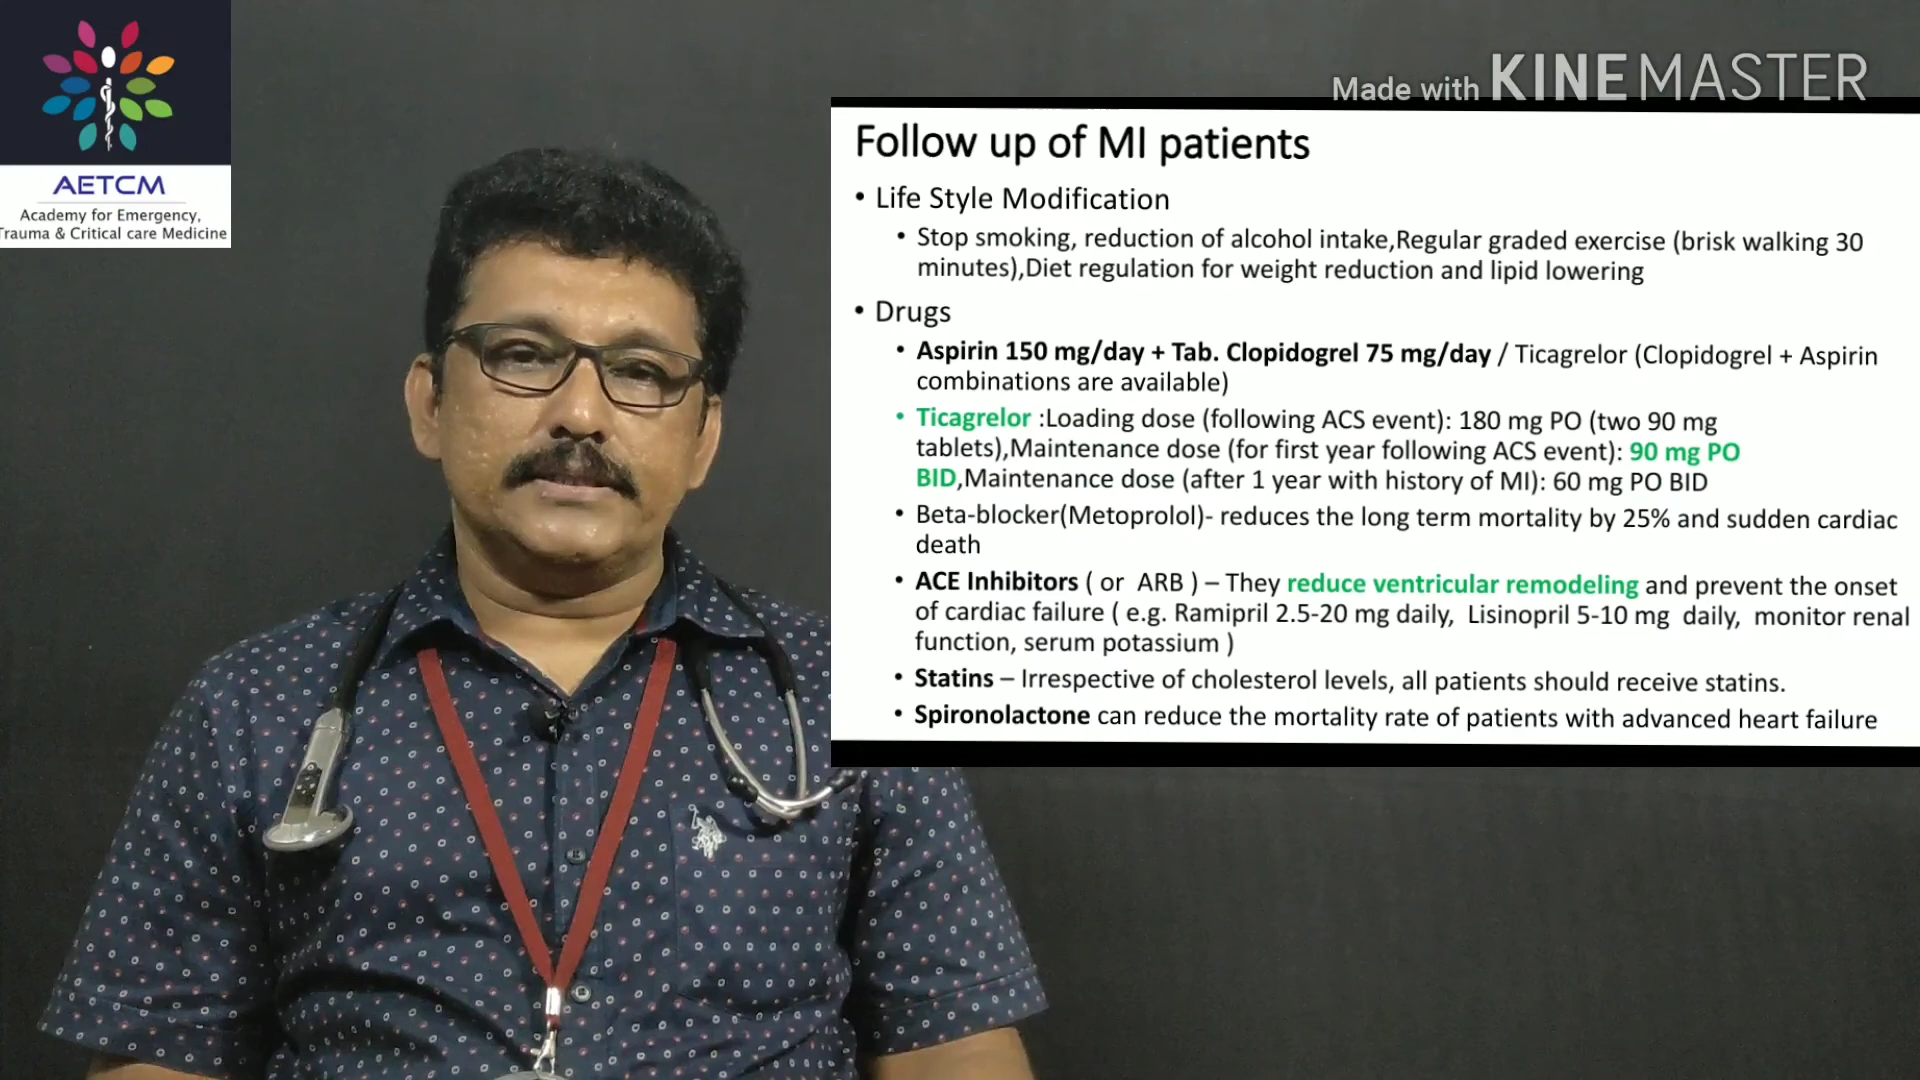 AETCM
Academy for Emergency,
Trauma & Critical care Medicine
Made with KINEMASTER
Follow up of MI patients
• Life Style Modification
• Stop smoking, reduction of alcohol intake,Regular graded exercise (brisk walking 30
minutes),Diet regulation for weight reduction and lipid lowering
• Drugs
• Aspirin 150 mg/day + Tab. Clopidogrel 75 mg/day / Ticagrelor (Clopidogrel + Aspirin
combinations are available)
• Ticagrelor :Loading dose (following ACS event): 180 mg PO (two 90 mg
tablets),Maintenance dose (for first year following ACS event): 90 mg PO
BID,Maintenance dose (after 1 year with history of MI): 60 mg PO BID
• Beta-blocker(Metoprolol)- reduces the long term mortality by 25% and sudden cardiac
death
• ACE Inhibitors ( or ARB ) – They reduce ventricular remodeling and prevent the onset
of cardiac failure ( e.g. Ramipril 2.5-20 mg daily, Lisinopril 5-10 mg daily, monitor renal
function, serum potassium )
• Statins – Irrespective of cholesterol levels, all patients should receive statins.
• Spironolactone can reduce the mortality rate of patients with advanced heart failure